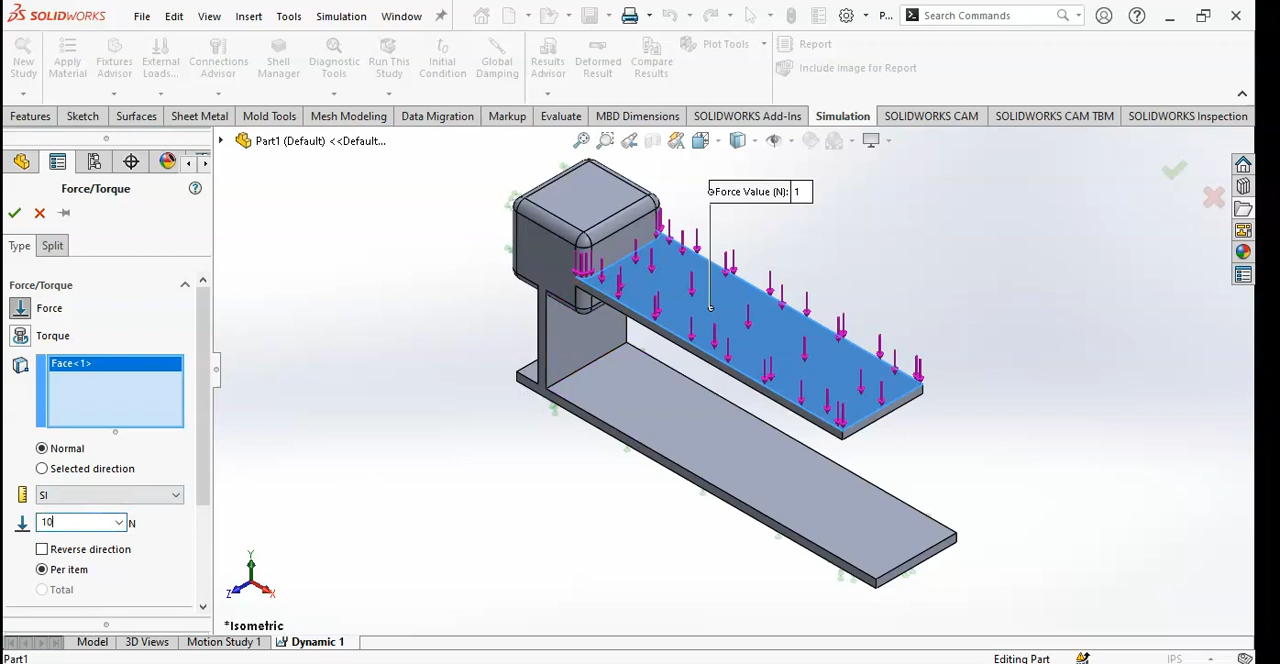 SOLIDWORKS File Edit View Insert Tools Simulation Window P... Search Commands
New Study
Apply Material
Fixtures Advisor
External Loads...
Connections Advisor
Shell Manager
Diagnostic Tools
Run This Study
Initial Condition
Global Damping
Results Advisor
Deformed Result
Compare Results
Plot Tools
Report
Include Image for Report
Features Sketch Surfaces Sheet Metal Mold Tools Mesh Modeling Data Migration Markup Evaluate MBD Dimensions SOLIDWORKS Add-Ins Simulation SOLIDWORKS CAM SOLIDWORKS CAM TBM SOLIDWORKS Inspection
Part1 (Default) <<Default...
Force/Torque
Type Split
Force/Torque
Force
Torque
Face<1>
Normal
Selected direction
SI
10 N
Reverse direction
Per item
Total
Force Value (N): 1
Y
Z
X
*Isometric
Model 3D Views Motion Study 1 Dynamic 1
Part1 Editing Part IPS